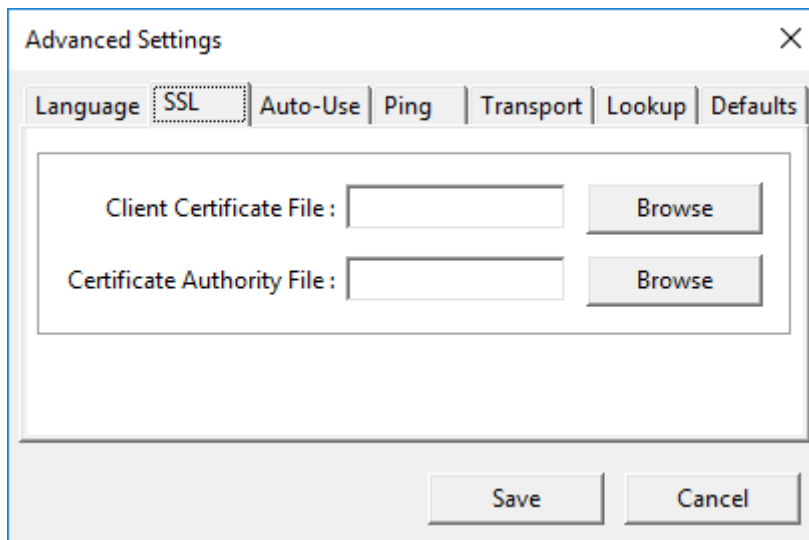 Advanced Settings
Language SSL Auto-Use Ping Transport Lookup Defaults
Client Certificate File : Browse
Certificate Authority File : Browse
Save Cancel